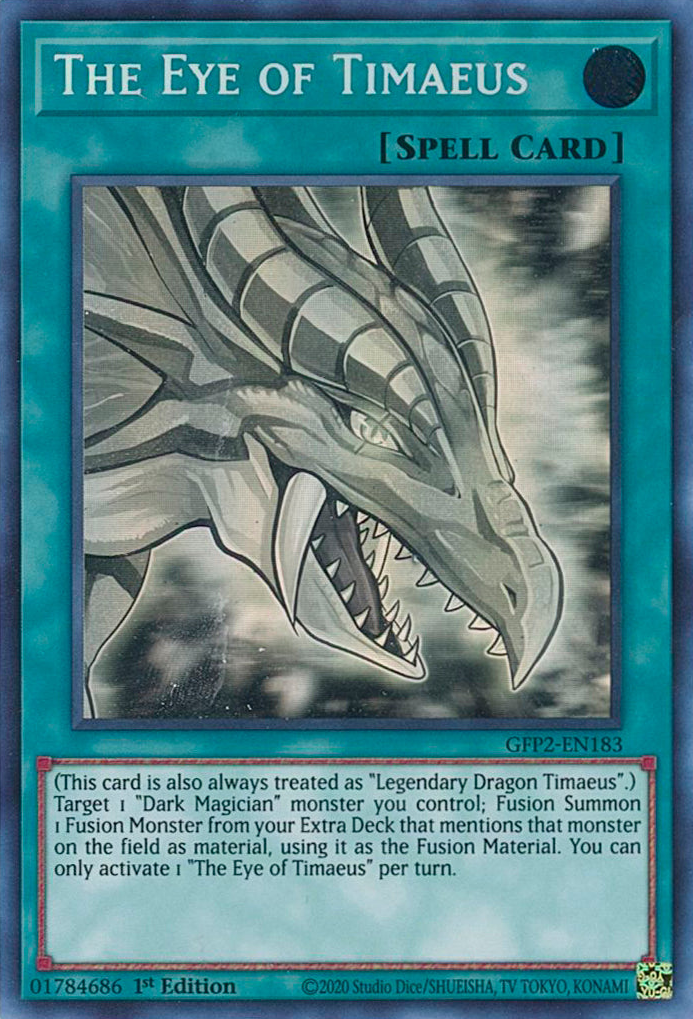 The Eye of Timaeus
[Spell Card]
GFP2-EN183
(This card is also always treated as "Legendary Dragon Timaeus".)
Target 1 "Dark Magician" monster you control; Fusion Summon
1 Fusion Monster from your Extra Deck that mentions that monster
on the field as material, using it as the Fusion Material. You can
only activate 1 "The Eye of Timaeus" per turn.
01784686 1st Edition ©2020 Studio Dice/SHUEISHA, TV TOKYO, KONAMI